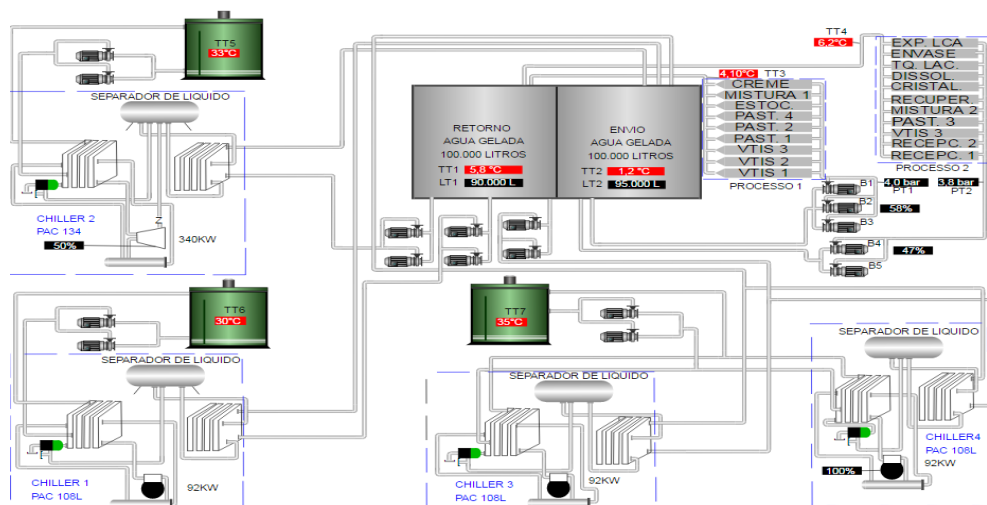 TT5
33°C
SEPARADOR DE LIQUIDO
CHILLER 2
PAC 134
50%
340KW
TT6
30°C
SEPARADOR DE LIQUIDO
CHILLER 1
PAC 108L
92KW
RETORNO
AGUA GELADA
100.000 LITROS
TT1 5,8 °C
LT1 90.000 L
ENVIO
AGUA GELADA
100.000 LITROS
TT2 1,2 °C
LT2 95.000 L
4,10°C TT3
CREME
MISTURA 1
ESTOC.
PAST. 4
PAST. 2
PAST. 1
VTIS 3
VTIS 2
VTIS 1
PROCESSO 1
TT4
6,2°C
EXP. LCA
ENVASE
TQ. LAC.
DISSOL.
CRISTAL.
RECUPER.
MISTURA 2
PAST. 3
VTIS 3
RECEPC. 2
RECEPC. 1
PROCESSO 2
B1
B2
B3
B4
B5
4,0 bar
PT1
3,8 bar
PT2
58%
47%
TT7
35°C
SEPARADOR DE LIQUIDO
CHILLER 3
PAC 108L
92KW
SEPARADOR DE LIQUIDO
CHILLER4
PAC 108L
92KW
100%